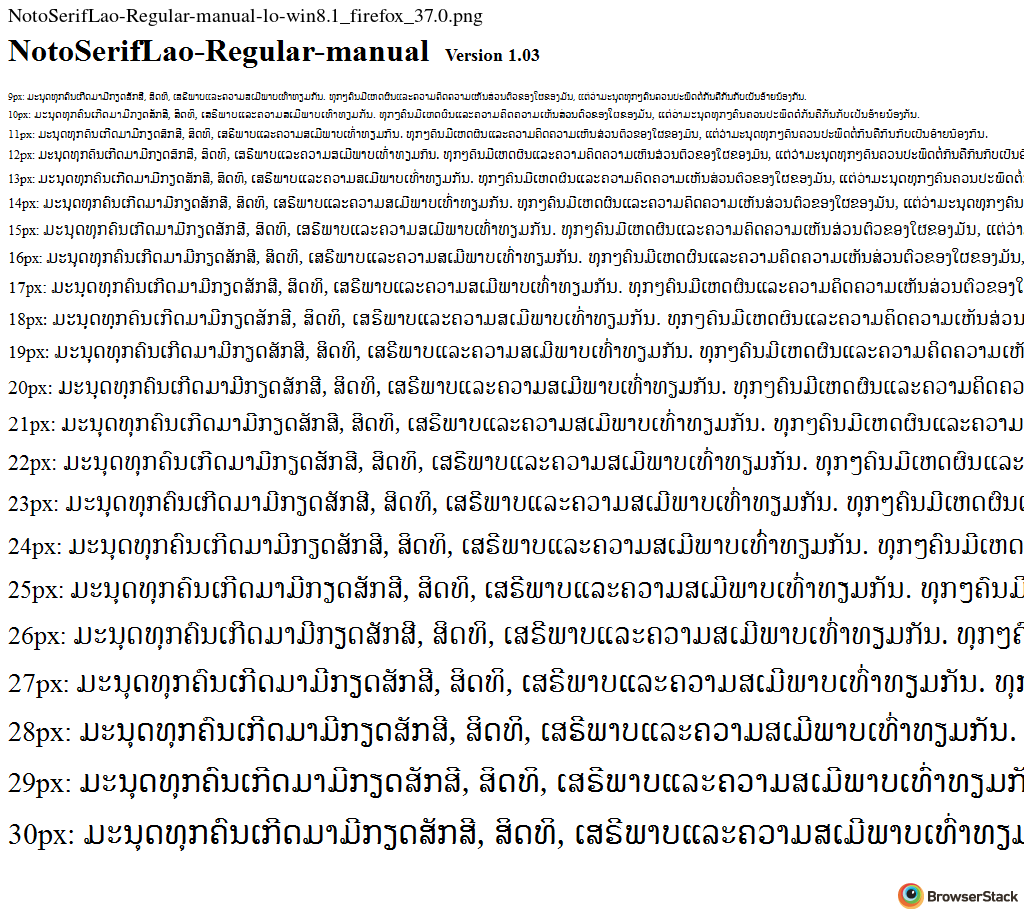 NotoSerifLao-Regular-manual-lo-win8.1_firefox_37.0.png
NotoSerifLao-Regular-manual Version 1.03
9px: ມະນຸດທຸກຄົນເກີດມາມີກຽດສັກສີ, ສິດທິ, ເສຣີພາບແລະຄວາມສເມີພາບເທົ່າທຽມກັນ. ທຸກໆຄົນມີເຫດຜົນແລະຄວາມຄິດຄວາມເຫັນສ່ວນຕົວຂອງໃຜຂອງມັນ, ແຕ່ວ່າມະນຸດທຸກໆຄົນຄວນປະພຶດຕໍ່ກັນຄືກັນກັບເປັນອ້າຍນ້ອງກັນ.
10px: ມະນຸດທຸກຄົນເກີດມາມີກຽດສັກສີ, ສິດທິ, ເສຣີພາບແລະຄວາມສເມີພາບເທົ່າທຽມກັນ. ທຸກໆຄົນມີເຫດຜົນແລະຄວາມຄິດຄວາມເຫັນສ່ວນຕົວຂອງໃຜຂອງມັນ, ແຕ່ວ່າມະນຸດທຸກໆຄົນຄວນປະພຶດຕໍ່ກັນຄືກັນກັບເປັນອ້າຍນ້ອງກັນ.
11px: ມະນຸດທຸກຄົນເກີດມາມີກຽດສັກສີ, ສິດທິ, ເສຣີພາບແລະຄວາມສເມີພາບເທົ່າທຽມກັນ. ທຸກໆຄົນມີເຫດຜົນແລະຄວາມຄິດຄວາມເຫັນສ່ວນຕົວຂອງໃຜຂອງມັນ, ແຕ່ວ່າມະນຸດທຸກໆຄົນຄວນປະພຶດຕໍ່ກັນຄືກັນກັບເປັນອ້າຍນ້ອງກັນ.
12px: ມະນຸດທຸກຄົນເກີດມາມີກຽດສັກສີ, ສິດທິ, ເສຣີພາບແລະຄວາມສເມີພາບເທົ່າທຽມກັນ. ທຸກໆຄົນມີເຫດຜົນແລະຄວາມຄິດຄວາມເຫັນສ່ວນຕົວຂອງໃຜຂອງມັນ, ແຕ່ວ່າມະນຸດທຸກໆຄົນຄວນປະພຶດຕໍ່ກັນຄືກັນກັບເປັນອ້
13px: ມະນຸດທຸກຄົນເກີດມາມີກຽດສັກສີ, ສິດທິ, ເສຣີພາບແລະຄວາມສເມີພາບເທົ່າທຽມກັນ. ທຸກໆຄົນມີເຫດຜົນແລະຄວາມຄິດຄວາມເຫັນສ່ວນຕົວຂອງໃຜຂອງມັນ, ແຕ່ວ່າມະນຸດທຸກໆຄົນຄວນປະພຶດຕໍ່
14px: ມະນຸດທຸກຄົນເກີດມາມີກຽດສັກສີ, ສິດທິ, ເສຣີພາບແລະຄວາມສເມີພາບເທົ່າທຽມກັນ. ທຸກໆຄົນມີເຫດຜົນແລະຄວາມຄິດຄວາມເຫັນສ່ວນຕົວຂອງໃຜຂອງມັນ, ແຕ່ວ່າມະນຸດທຸກໆຄົນ
15px: ມະນຸດທຸກຄົນເກີດມາມີກຽດສັກສີ, ສິດທິ, ເສຣີພາບແລະຄວາມສເມີພາບເທົ່າທຽມກັນ. ທຸກໆຄົນມີເຫດຜົນແລະຄວາມຄິດຄວາມເຫັນສ່ວນຕົວຂອງໃຜຂອງມັນ, ແຕ່ວ່າ
16px: ມະນຸດທຸກຄົນເກີດມາມີກຽດສັກສີ, ສິດທິ, ເສຣີພາບແລະຄວາມສເມີພາບເທົ່າທຽມກັນ. ທຸກໆຄົນມີເຫດຜົນແລະຄວາມຄິດຄວາມເຫັນສ່ວນຕົວຂອງໃຜຂອງມັນ,
17px: ມະນຸດທຸກຄົນເກີດມາມີກຽດສັກສີ, ສິດທິ, ເສຣີພາບແລະຄວາມສເມີພາບເທົ່າທຽມກັນ. ທຸກໆຄົນມີເຫດຜົນແລະຄວາມຄິດຄວາມເຫັນສ່ວນຕົວຂອງໃ
18px: ມະນຸດທຸກຄົນເກີດມາມີກຽດສັກສີ, ສິດທິ, ເສຣີພາບແລະຄວາມສເມີພາບເທົ່າທຽມກັນ. ທຸກໆຄົນມີເຫດຜົນແລະຄວາມຄິດຄວາມເຫັນສ່ວນ
19px: ມະນຸດທຸກຄົນເກີດມາມີກຽດສັກສີ, ສິດທິ, ເສຣີພາບແລະຄວາມສເມີພາບເທົ່າທຽມກັນ. ທຸກໆຄົນມີເຫດຜົນແລະຄວາມຄິດຄວາມເຫັ
20px: ມະນຸດທຸກຄົນເກີດມາມີກຽດສັກສີ, ສິດທິ, ເສຣີພາບແລະຄວາມສເມີພາບເທົ່າທຽມກັນ. ທຸກໆຄົນມີເຫດຜົນແລະຄວາມຄິດຄວ
21px: ມະນຸດທຸກຄົນເກີດມາມີກຽດສັກສີ, ສິດທິ, ເສຣີພາບແລະຄວາມສເມີພາບເທົ່າທຽມກັນ. ທຸກໆຄົນມີເຫດຜົນແລະຄວາມ
22px: ມະນຸດທຸກຄົນເກີດມາມີກຽດສັກສີ, ສິດທິ, ເສຣີພາບແລະຄວາມສເມີພາບເທົ່າທຽມກັນ. ທຸກໆຄົນມີເຫດຜົນແລະ
23px: ມະນຸດທຸກຄົນເກີດມາມີກຽດສັກສີ, ສິດທິ, ເສຣີພາບແລະຄວາມສເມີພາບເທົ່າທຽມກັນ. ທຸກໆຄົນມີເຫດຜົນແ
24px: ມະນຸດທຸກຄົນເກີດມາມີກຽດສັກສີ, ສິດທິ, ເສຣີພາບແລະຄວາມສເມີພາບເທົ່າທຽມກັນ. ທຸກໆຄົນມີເຫດ
25px: ມະນຸດທຸກຄົນເກີດມາມີກຽດສັກສີ, ສິດທິ, ເສຣີພາບແລະຄວາມສເມີພາບເທົ່າທຽມກັນ. ທຸກໆຄົນມີ
26px: ມະນຸດທຸກຄົນເກີດມາມີກຽດສັກສີ, ສິດທິ, ເສຣີພາບແລະຄວາມສເມີພາບເທົ່າທຽມກັນ. ທຸກໆຄົ
27px: ມະນຸດທຸກຄົນເກີດມາມີກຽດສັກສີ, ສິດທິ, ເສຣີພາບແລະຄວາມສເມີພາບເທົ່າທຽມກັນ. ທຸກ
28px: ມະນຸດທຸກຄົນເກີດມາມີກຽດສັກສີ, ສິດທິ, ເສຣີພາບແລະຄວາມສເມີພາບເທົ່າທຽມກັນ.
29px: ມະນຸດທຸກຄົນເກີດມາມີກຽດສັກສີ, ສິດທິ, ເສຣີພາບແລະຄວາມສເມີພາບເທົ່າທຽມກັ
30px: ມະນຸດທຸກຄົນເກີດມາມີກຽດສັກສີ, ສິດທິ, ເສຣີພາບແລະຄວາມສເມີພາບເທົ່າທຽມ
BrowserStack